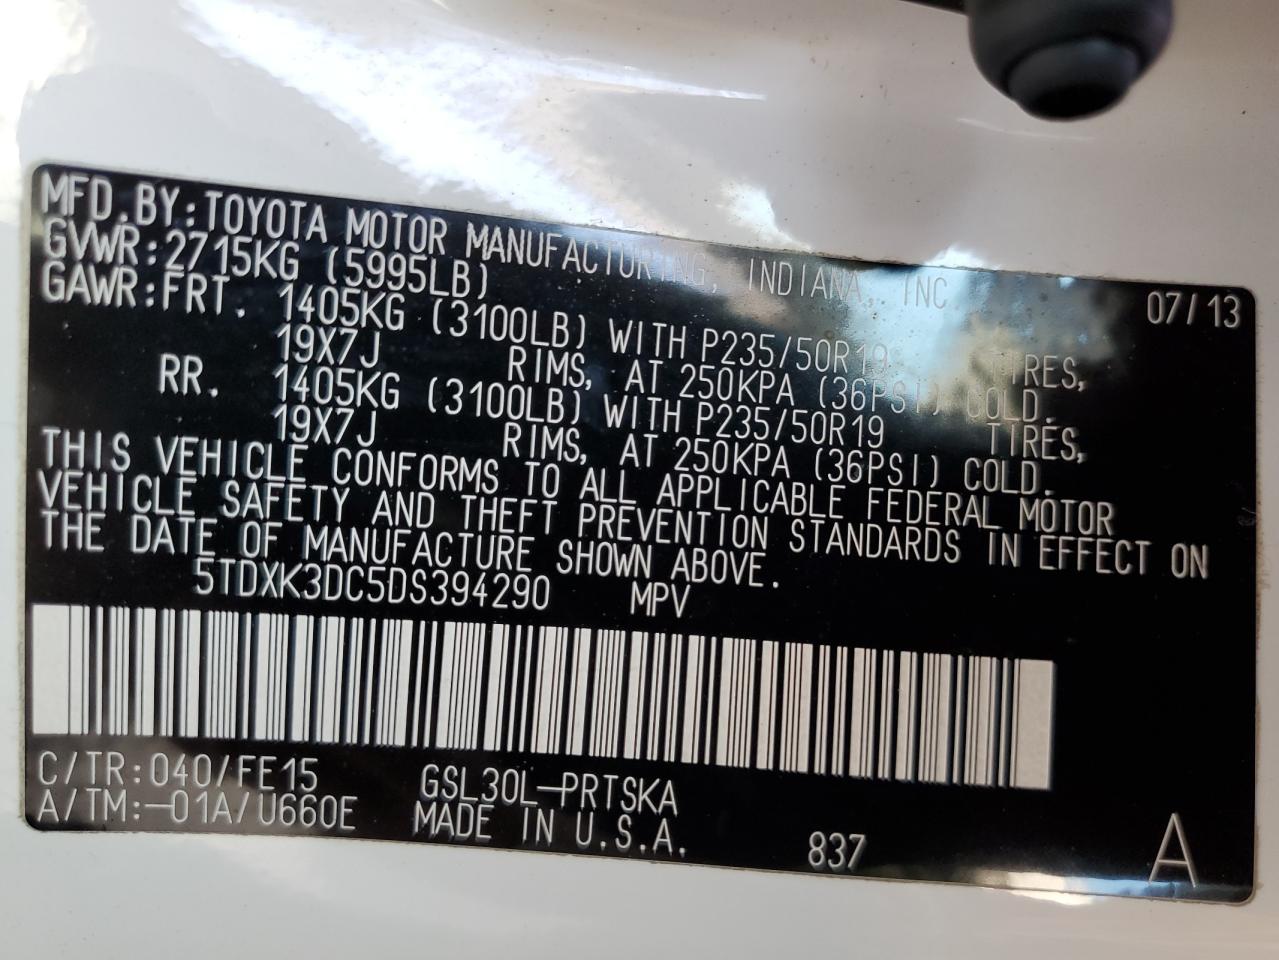 MFD.BY:TOYOTA MOTOR MANUFACTURING, INDIANA, INC 07/13
GVWR:2715KG (5995LB)
GAWR:FRT. 1405KG (3100LB) WITH P235/50R19 TIRES,
19X7J RIMS, AT 250KPA (36PSI) COLD.
RR. 1405KG (3100LB) WITH P235/50R19 TIRES,
19X7J RIMS, AT 250KPA (36PSI) COLD.
THIS VEHICLE CONFORMS TO ALL APPLICABLE FEDERAL MOTOR
VEHICLE SAFETY AND THEFT PREVENTION STANDARDS IN EFFECT ON
THE DATE OF MANUFACTURE SHOWN ABOVE.
5TDXK3DC5DS394290 MPV
C/TR:040/FE15 GSL30L-PRTSKA
A/TM:-01A/U660E MADE IN U.S.A. 837 A